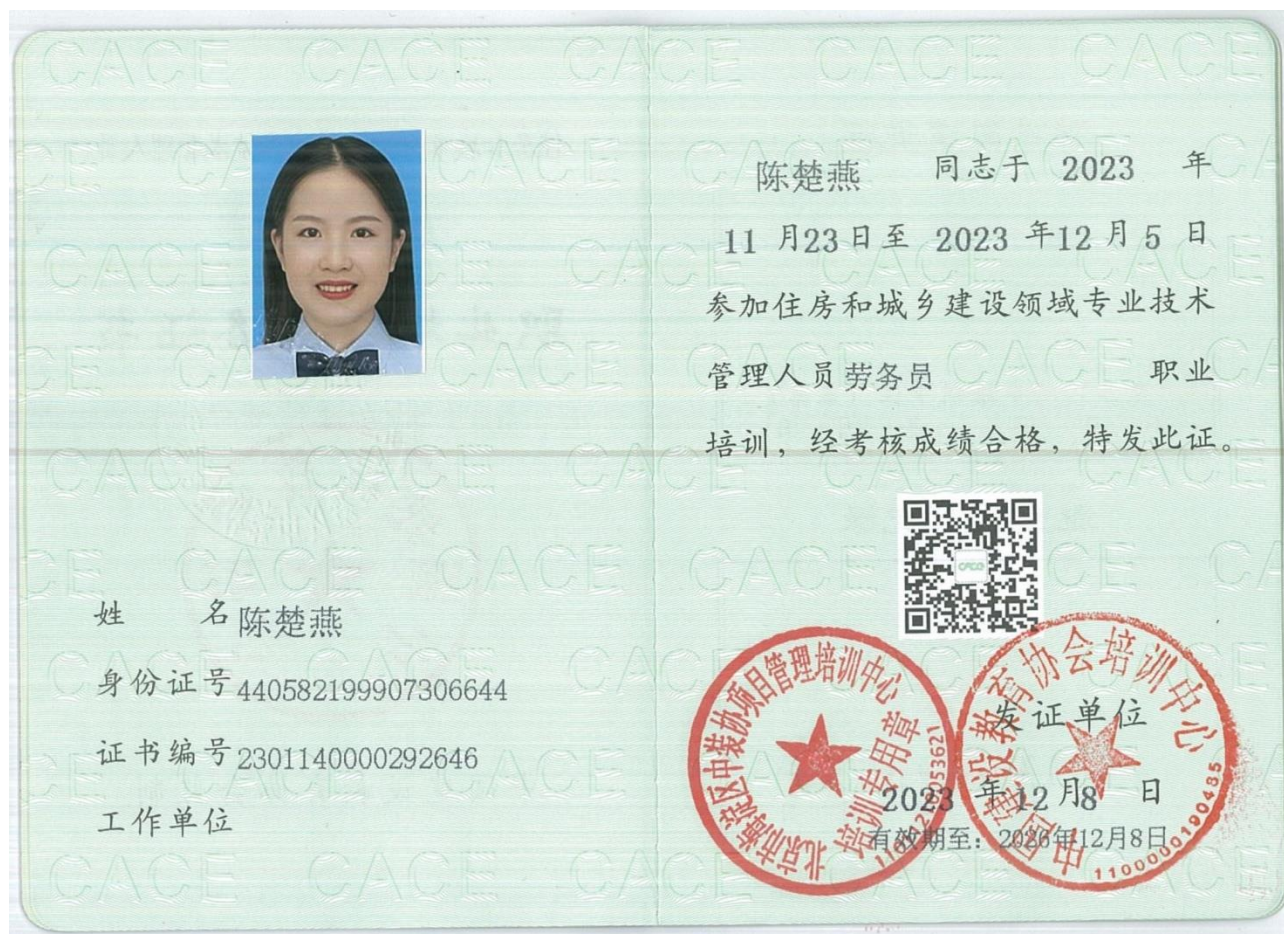 陈楚燕 同志于 2023 年
11 月23日至 2023 年12月 5 日
参加住房和城乡建设领域专业技术
管理人员劳务员 职业
培训，经考核成绩合格，特发此证。
姓 名陈楚燕
身份证号440582199907306644
证书编号2301140000292646
工作单位
北京市海淀区中装协项目管理培训中心
培训专用章
中国建设教育协会培训中心
1100000190485
发证单位
2023 年12 月8 日
有效期至：2026年12月8日
CACE